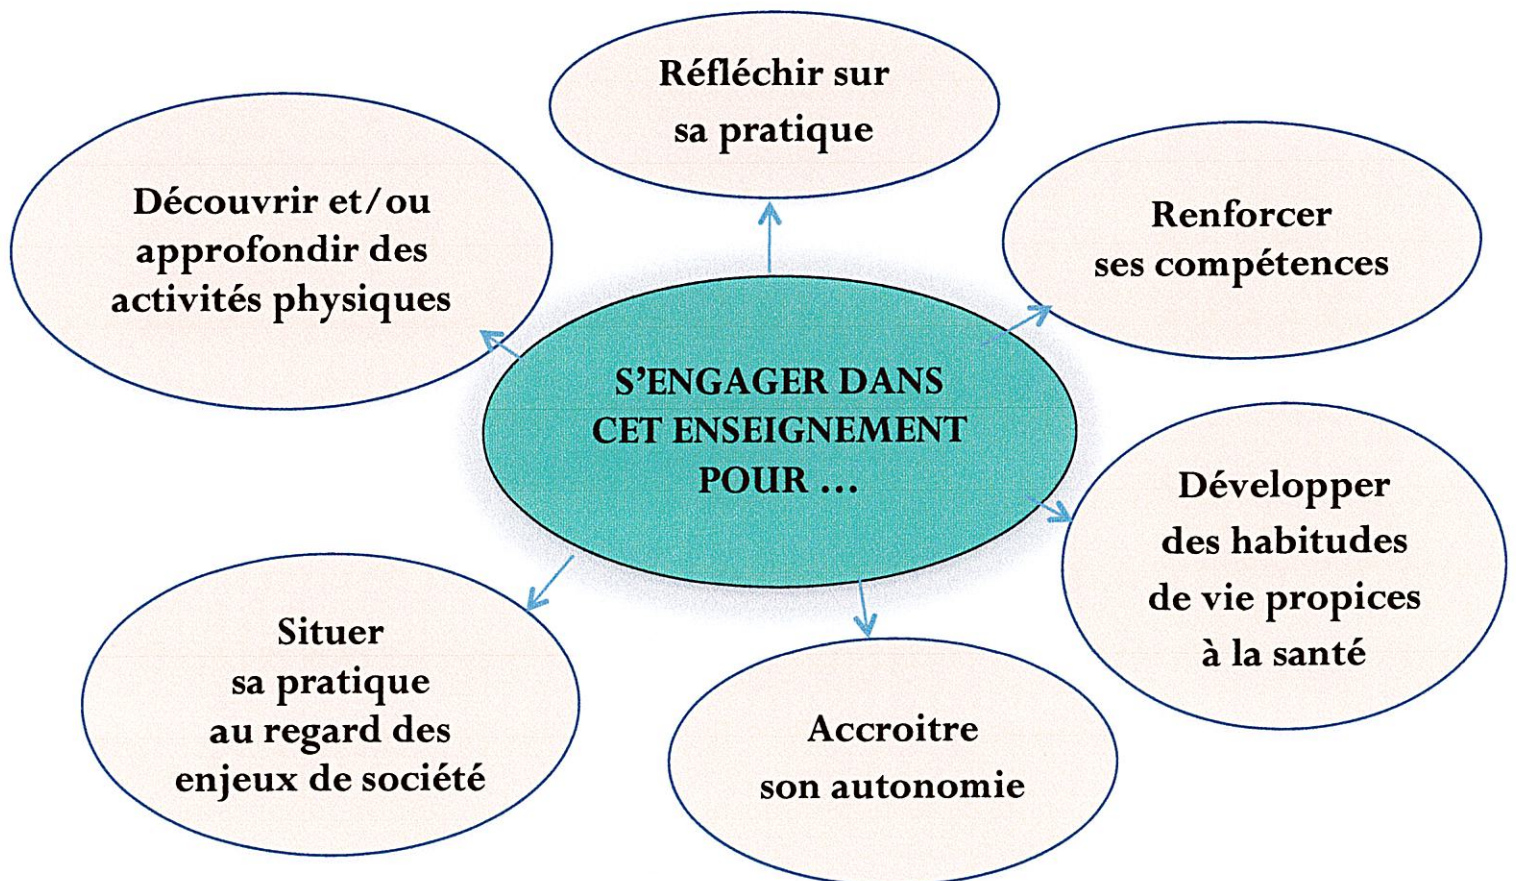 Réfléchir sur
sa pratique
Découvrir et/ou
approfondir des
activités physiques
Renforcer
ses compétences
S’ENGAGER DANS
CET ENSEIGNEMENT
POUR …
Développer
des habitudes
de vie propices
à la santé
Situer
sa pratique
au regard des
enjeux de société
Accroitre
son autonomie